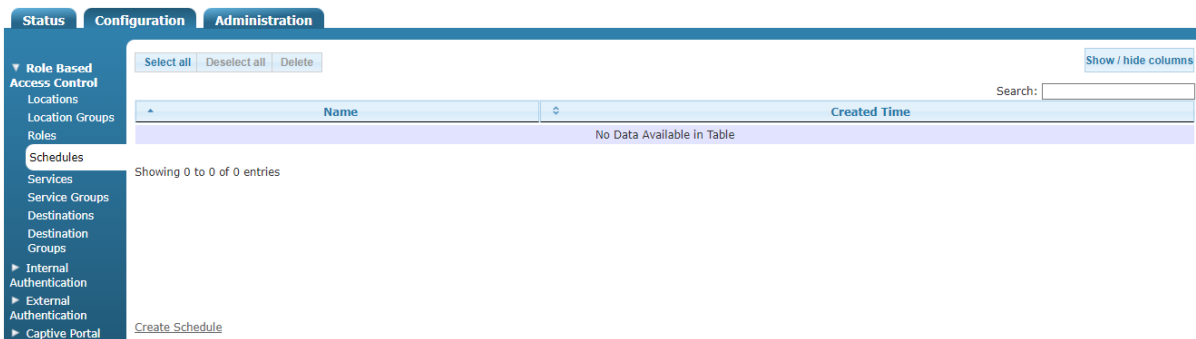 Status Configuration Administration
Role Based
Access Control
Locations
Location Groups
Roles
Schedules
Services
Service Groups
Destinations
Destination
Groups
Internal
Authentication
External
Authentication
Captive Portal
Select all Deselect all Delete
Show / hide columns
Search:
Name Created Time
No Data Available in Table
Showing 0 to 0 of 0 entries
Create Schedule